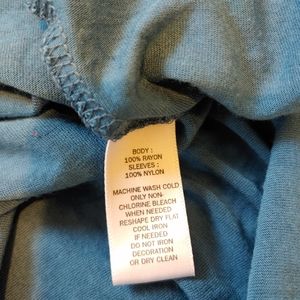 BODY :
100% RAYON
SLEEVES :
100% NYLON
MACHINE WASH COLD
ONLY NON-
CHLORINE BLEACH
WHEN NEEDED
RESHAPE DRY FLAT
COOL IRON
IF NEEDED
DO NOT IRON
DECORATION
OR DRY CLEAN